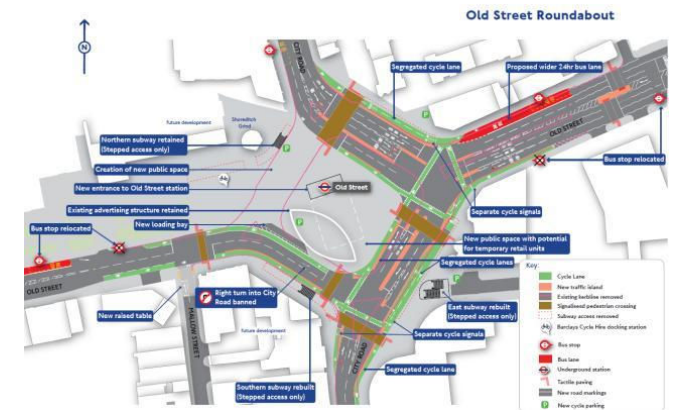 Old Street Roundabout
N
CITY ROAD
Segregated cycle lane
Proposed wider 24hr bus lane
OLD STREET
Bus stop relocated
future development
Shoreditch
Grind
Northern subway retained
(Stepped access only)
Creation of new public space
New entrance to Old Street station
Old Street
Existing advertising structure retained
New loading bay
Separate cycle signals
Bus stop relocated
New public space with potential
for temporary retail units
Segregated cycle lanes
OLD STREET
Right turn into City
Road banned
New raised table
MALLOW STREET
East subway rebuilt
(Stepped access only)
future development
Separate cycle signals
Southern subway rebuilt
(Stepped access only)
CITY ROAD
Segregated cycle lane
Key:
Cycle Lane
New traffic island
Existing kerbline removed
Signalised pedestrian crossing
Subway access removed
Barclays Cycle Hire docking station
Bus stop
Bus lane
Underground station
Tactile paving
New road markings
P New cycle parking